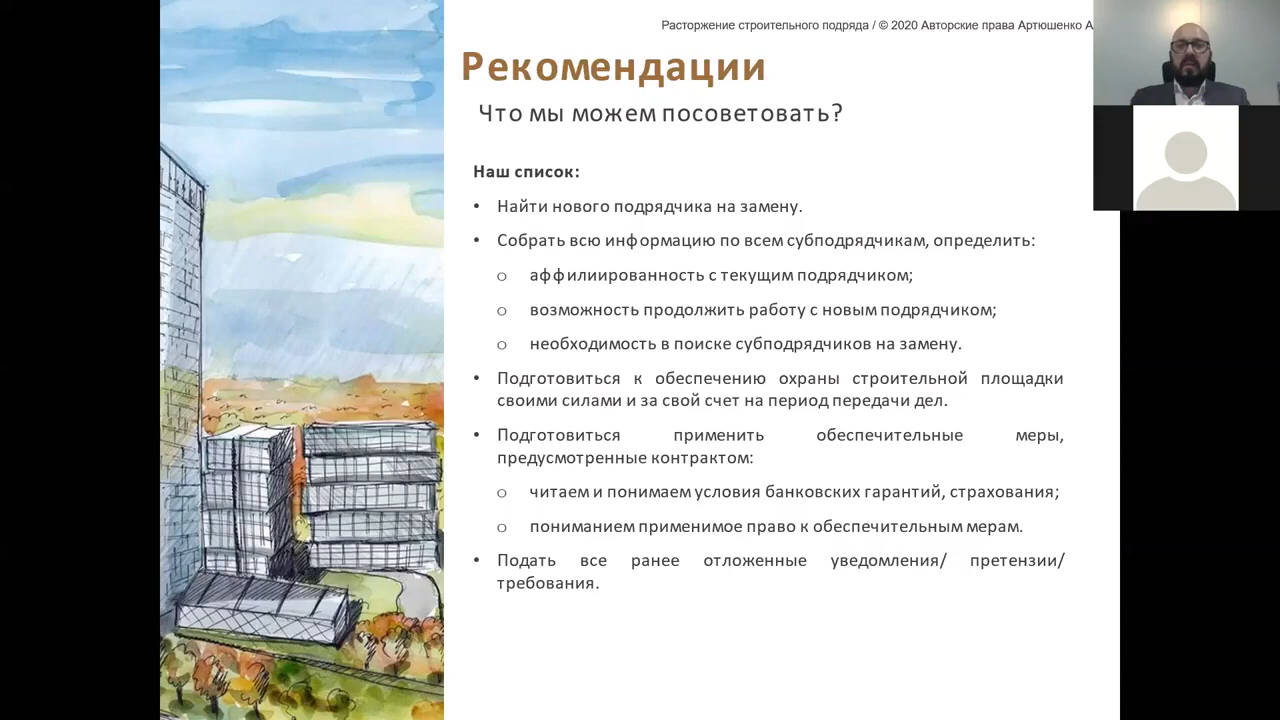 Расторжение строительного подряда / © 2020 Авторские права Артюшенко А
Рекомендации
Что мы можем посоветовать?
Наш список:
• Найти нового подрядчика на замену.
• Собрать всю информацию по всем субподрядчикам, определить:
o аффилиированность с текущим подрядчиком;
o возможность продолжить работу с новым подрядчиком;
o необходимость в поиске субподрядчиков на замену.
• Подготовиться к обеспечению охраны строительной площадки
своими силами и за свой счет на период передачи дел.
• Подготовиться применить обеспечительные меры,
предусмотренные контрактом:
o читаем и понимаем условия банковских гарантий, страхования;
o пониманием применимое право к обеспечительным мерам.
• Подать все ранее отложенные уведомления/ претензии/
требования.